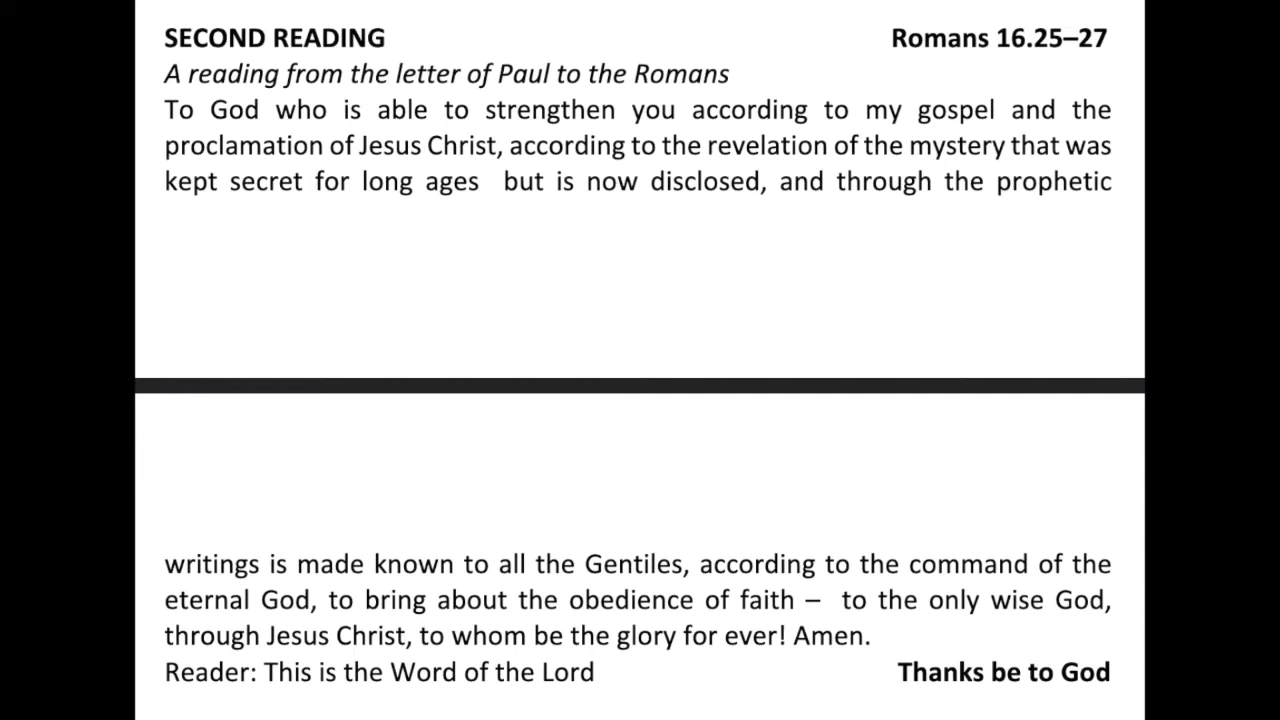 SECOND READING Romans 16.25–27
A reading from the letter of Paul to the Romans
To God who is able to strengthen you according to my gospel and the
proclamation of Jesus Christ, according to the revelation of the mystery that was
kept secret for long ages but is now disclosed, and through the prophetic
writings is made known to all the Gentiles, according to the command of the
eternal God, to bring about the obedience of faith – to the only wise God,
through Jesus Christ, to whom be the glory for ever! Amen.
Reader: This is the Word of the Lord Thanks be to God